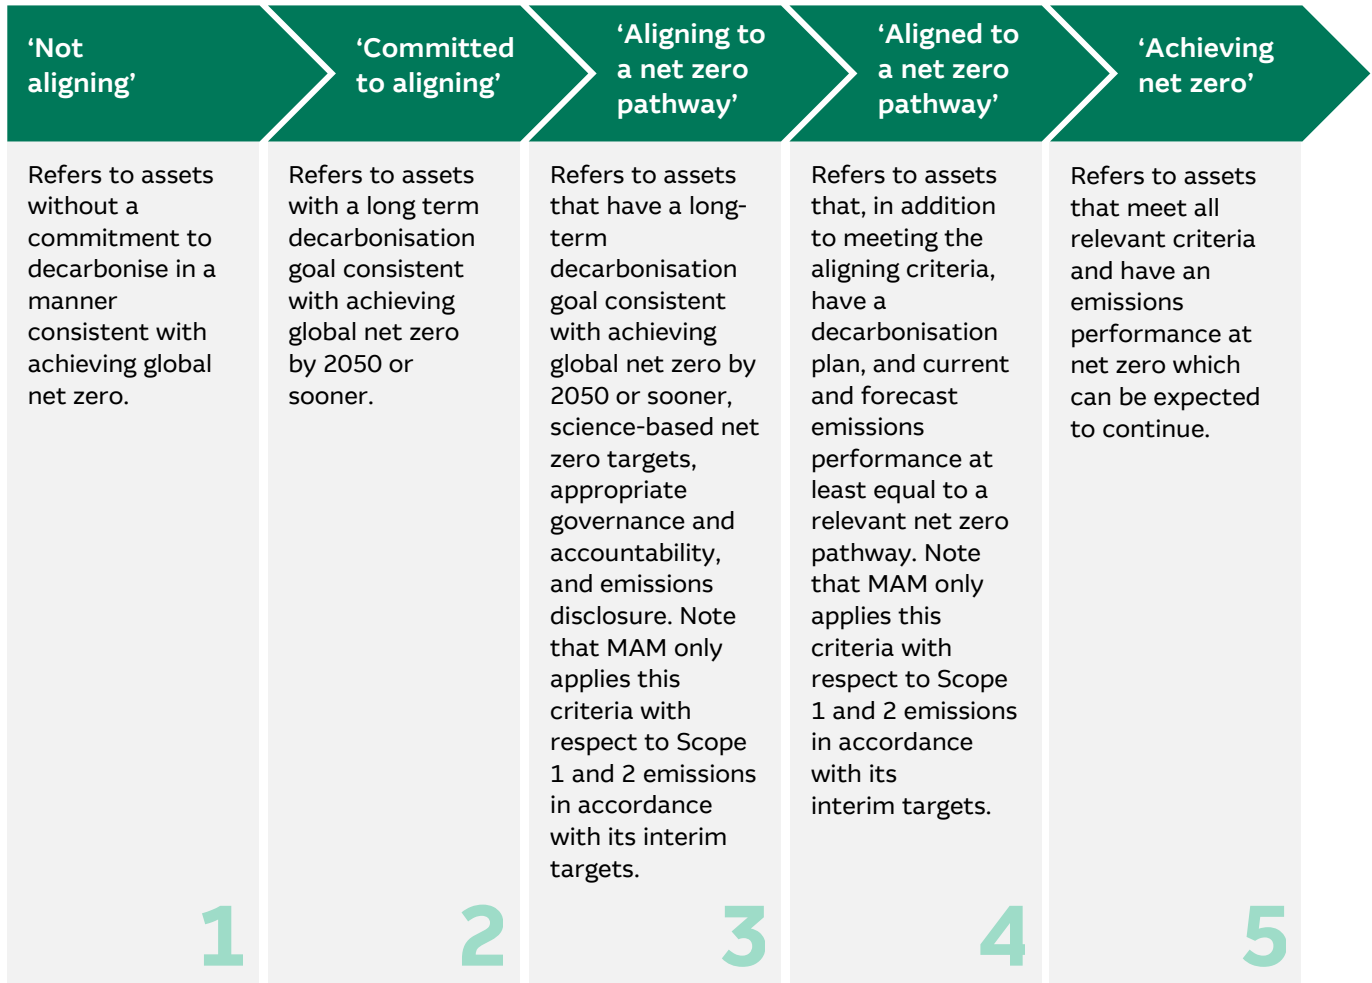 ‘Not
aligning’
Refers to assets
without a
commitment to
decarbonise in a
manner
consistent with
achieving global
net zero.
1
‘Committed
to aligning’
Refers to assets
with a long term
decarbonisation
goal consistent
with achieving
global net zero
by 2050 or
sooner.
2
‘Aligning to
a net zero
pathway’
Refers to assets
that have a long-
term
decarbonisation
goal consistent
with achieving
global net zero by
2050 or sooner,
science-based net
zero targets,
appropriate
governance and
accountability,
and emissions
disclosure. Note
that MAM only
applies this
criteria with
respect to Scope
1 and 2 emissions
in accordance
with its interim
targets.
3
‘Aligned to
a net zero
pathway’
Refers to assets
that, in addition
to meeting the
aligning criteria,
have a
decarbonisation
plan, and current
and forecast
emissions
performance at
least equal to a
relevant net zero
pathway. Note
that MAM only
applies this
criteria with
respect to Scope
1 and 2 emissions
in accordance
with its
interim targets.
4
‘Achieving
net zero’
Refers to assets
that meet all
relevant criteria
and have an
emissions
performance at
net zero which
can be expected
to continue.
5